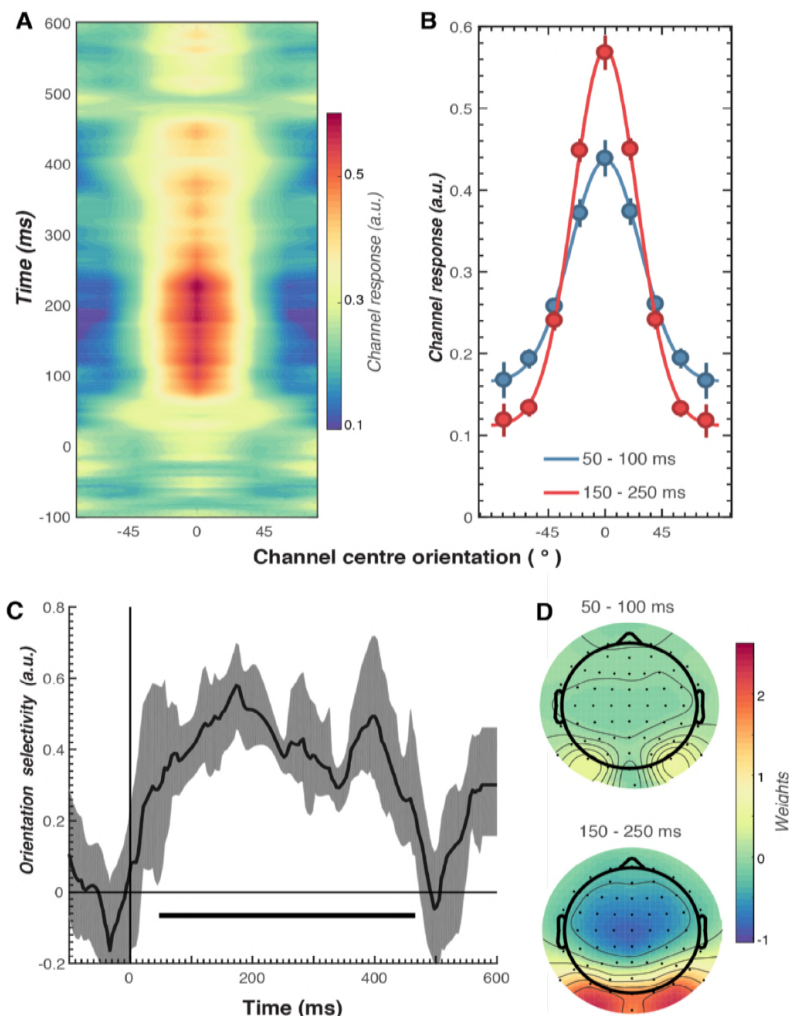 A
600
500
400
300
200
100
0
-100
Time (ms)
-45
0
45
0.5
0.3
0.1
Channel response (a.u.)
B
0.6
0.5
0.4
0.3
0.2
0.1
0
Channel response (a.u.)
50 - 100 ms
150 - 250 ms
-45
0
45
Channel centre orientation ( ° )
C
0.8
0.6
0.4
0.2
0
-0.2
Orientation selectivity (a.u.)
0
200
400
600
Time (ms)
D
50 - 100 ms
150 - 250 ms
2
1
0
-1
Weights